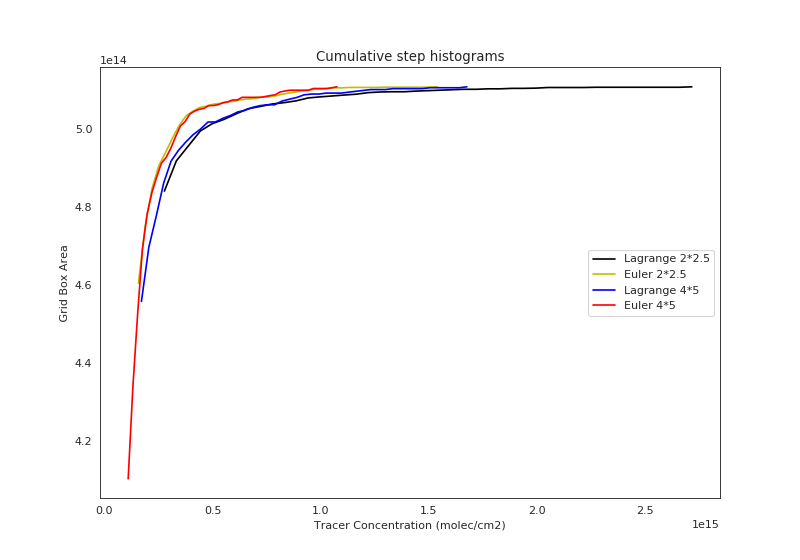 Cumulative step histograms
1e14
5.0
4.8
4.6
4.4
4.2
Grid Box Area
Lagrange 2*2.5
Euler 2*2.5
Lagrange 4*5
Euler 4*5
0.0 0.5 1.0 1.5 2.0 2.5
Tracer Concentration (molec/cm2)
1e15